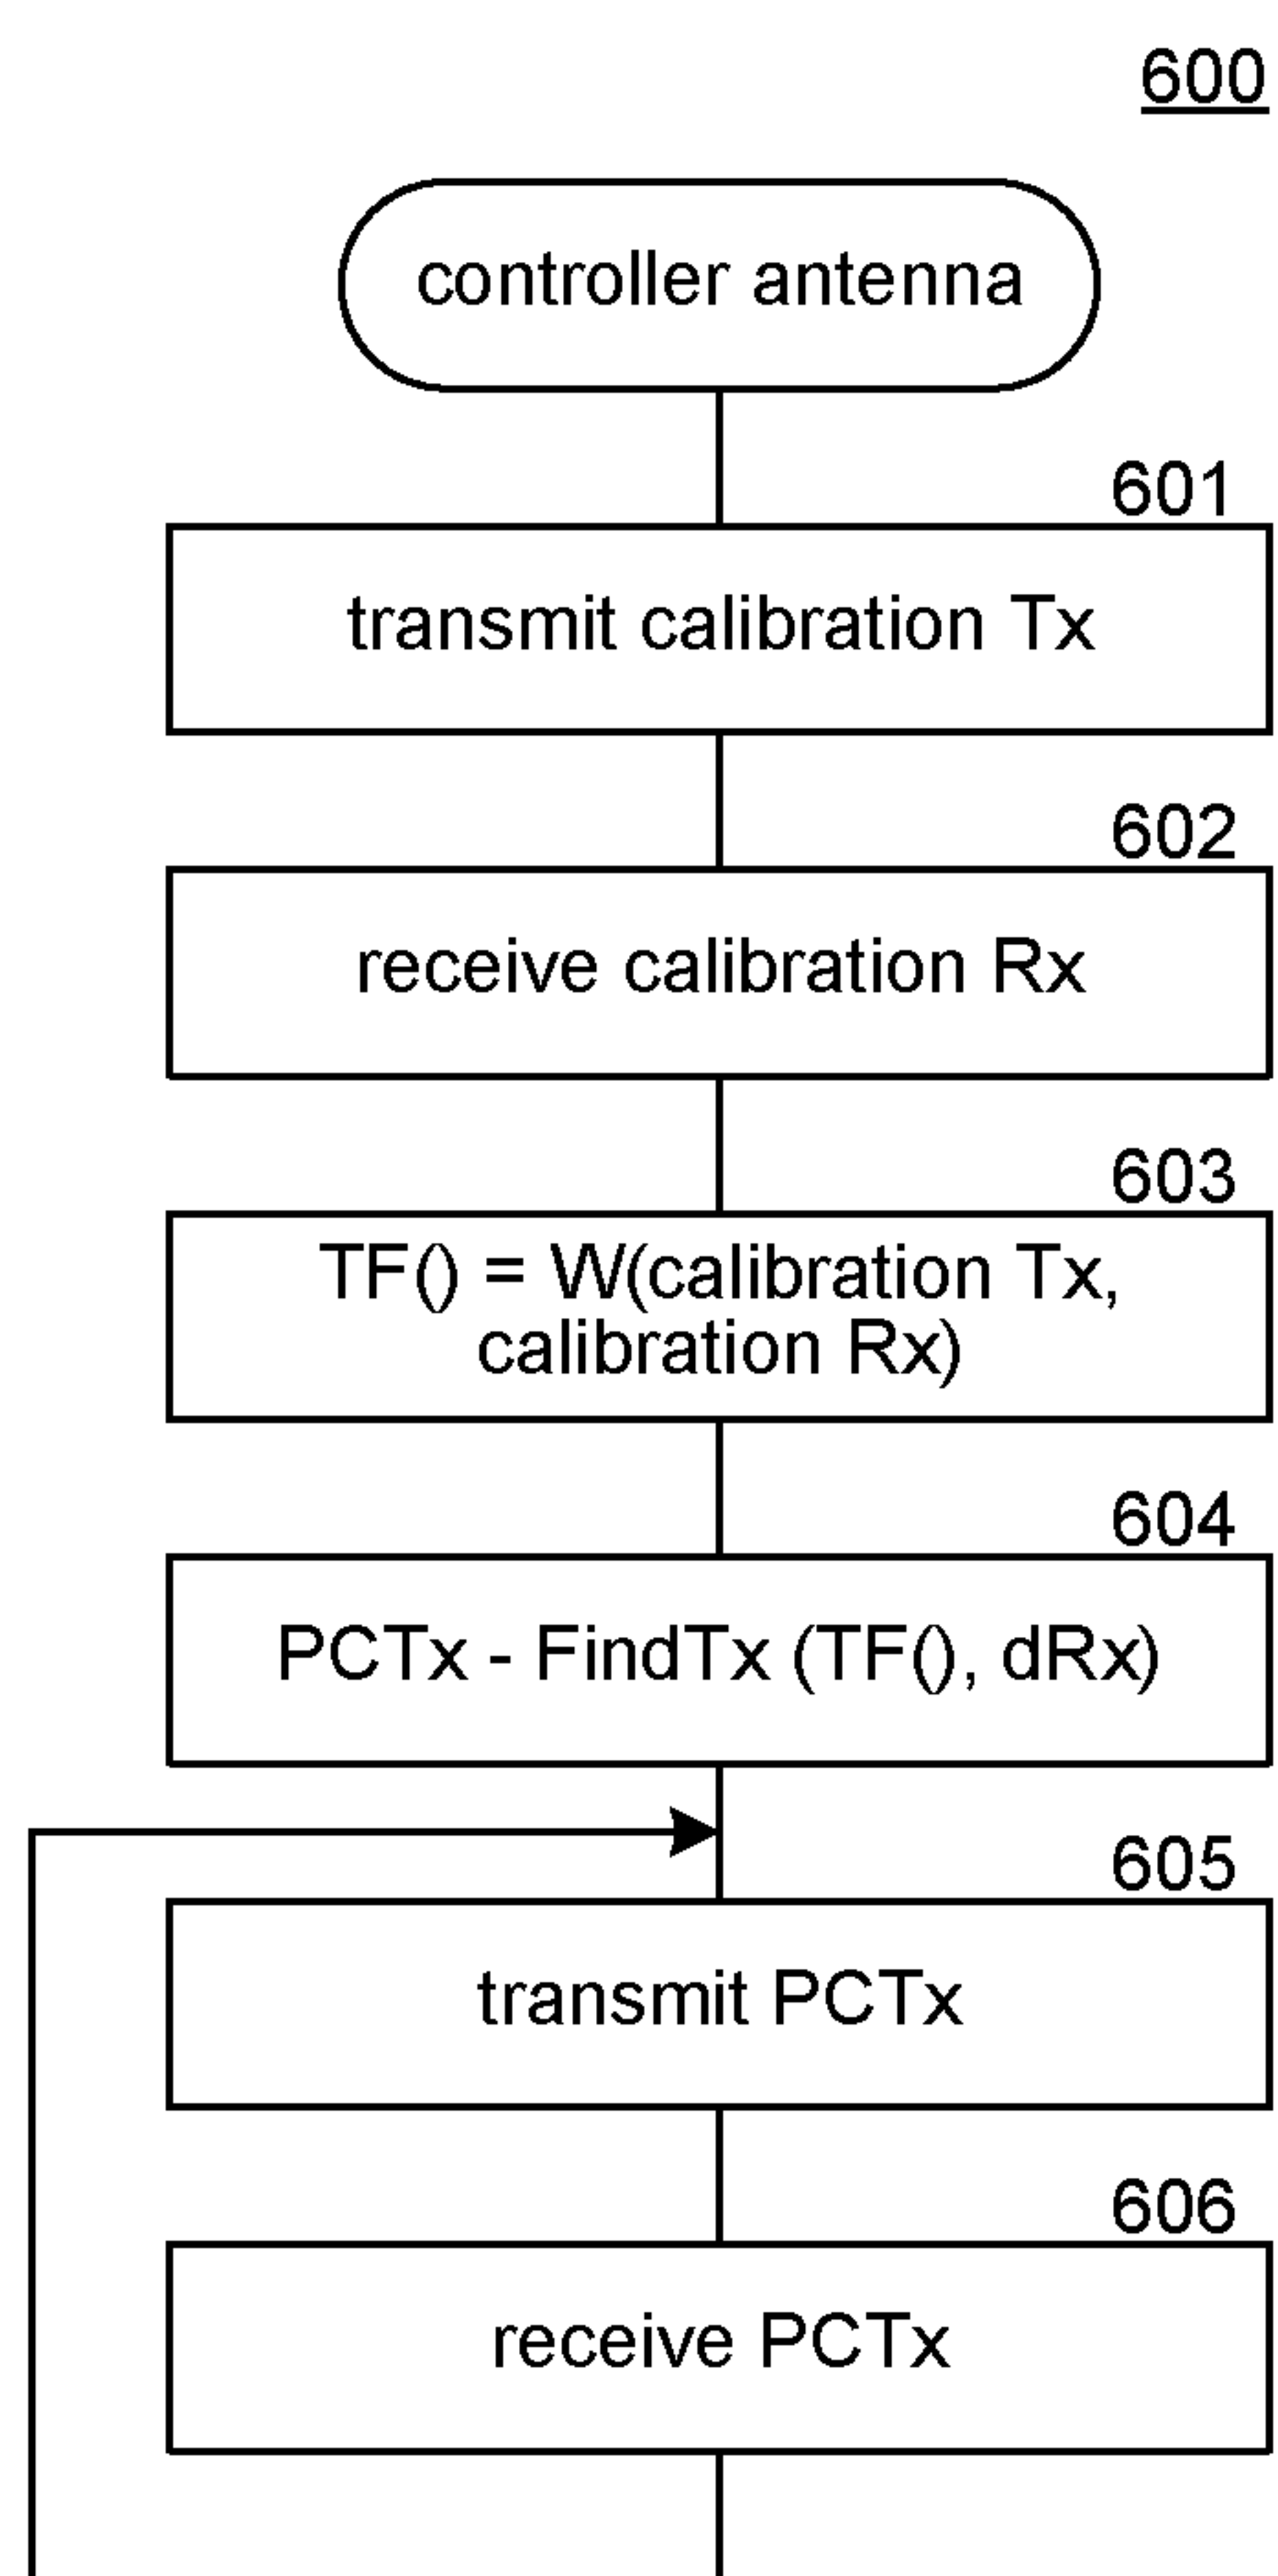 600
controller antenna
601
transmit calibration Tx
602
receive calibration Rx
603
TF() = W(calibration Tx,
calibration Rx)
604
PCTx - FindTx (TF(), dRx)
605
transmit PCTx
606
receive PCTx